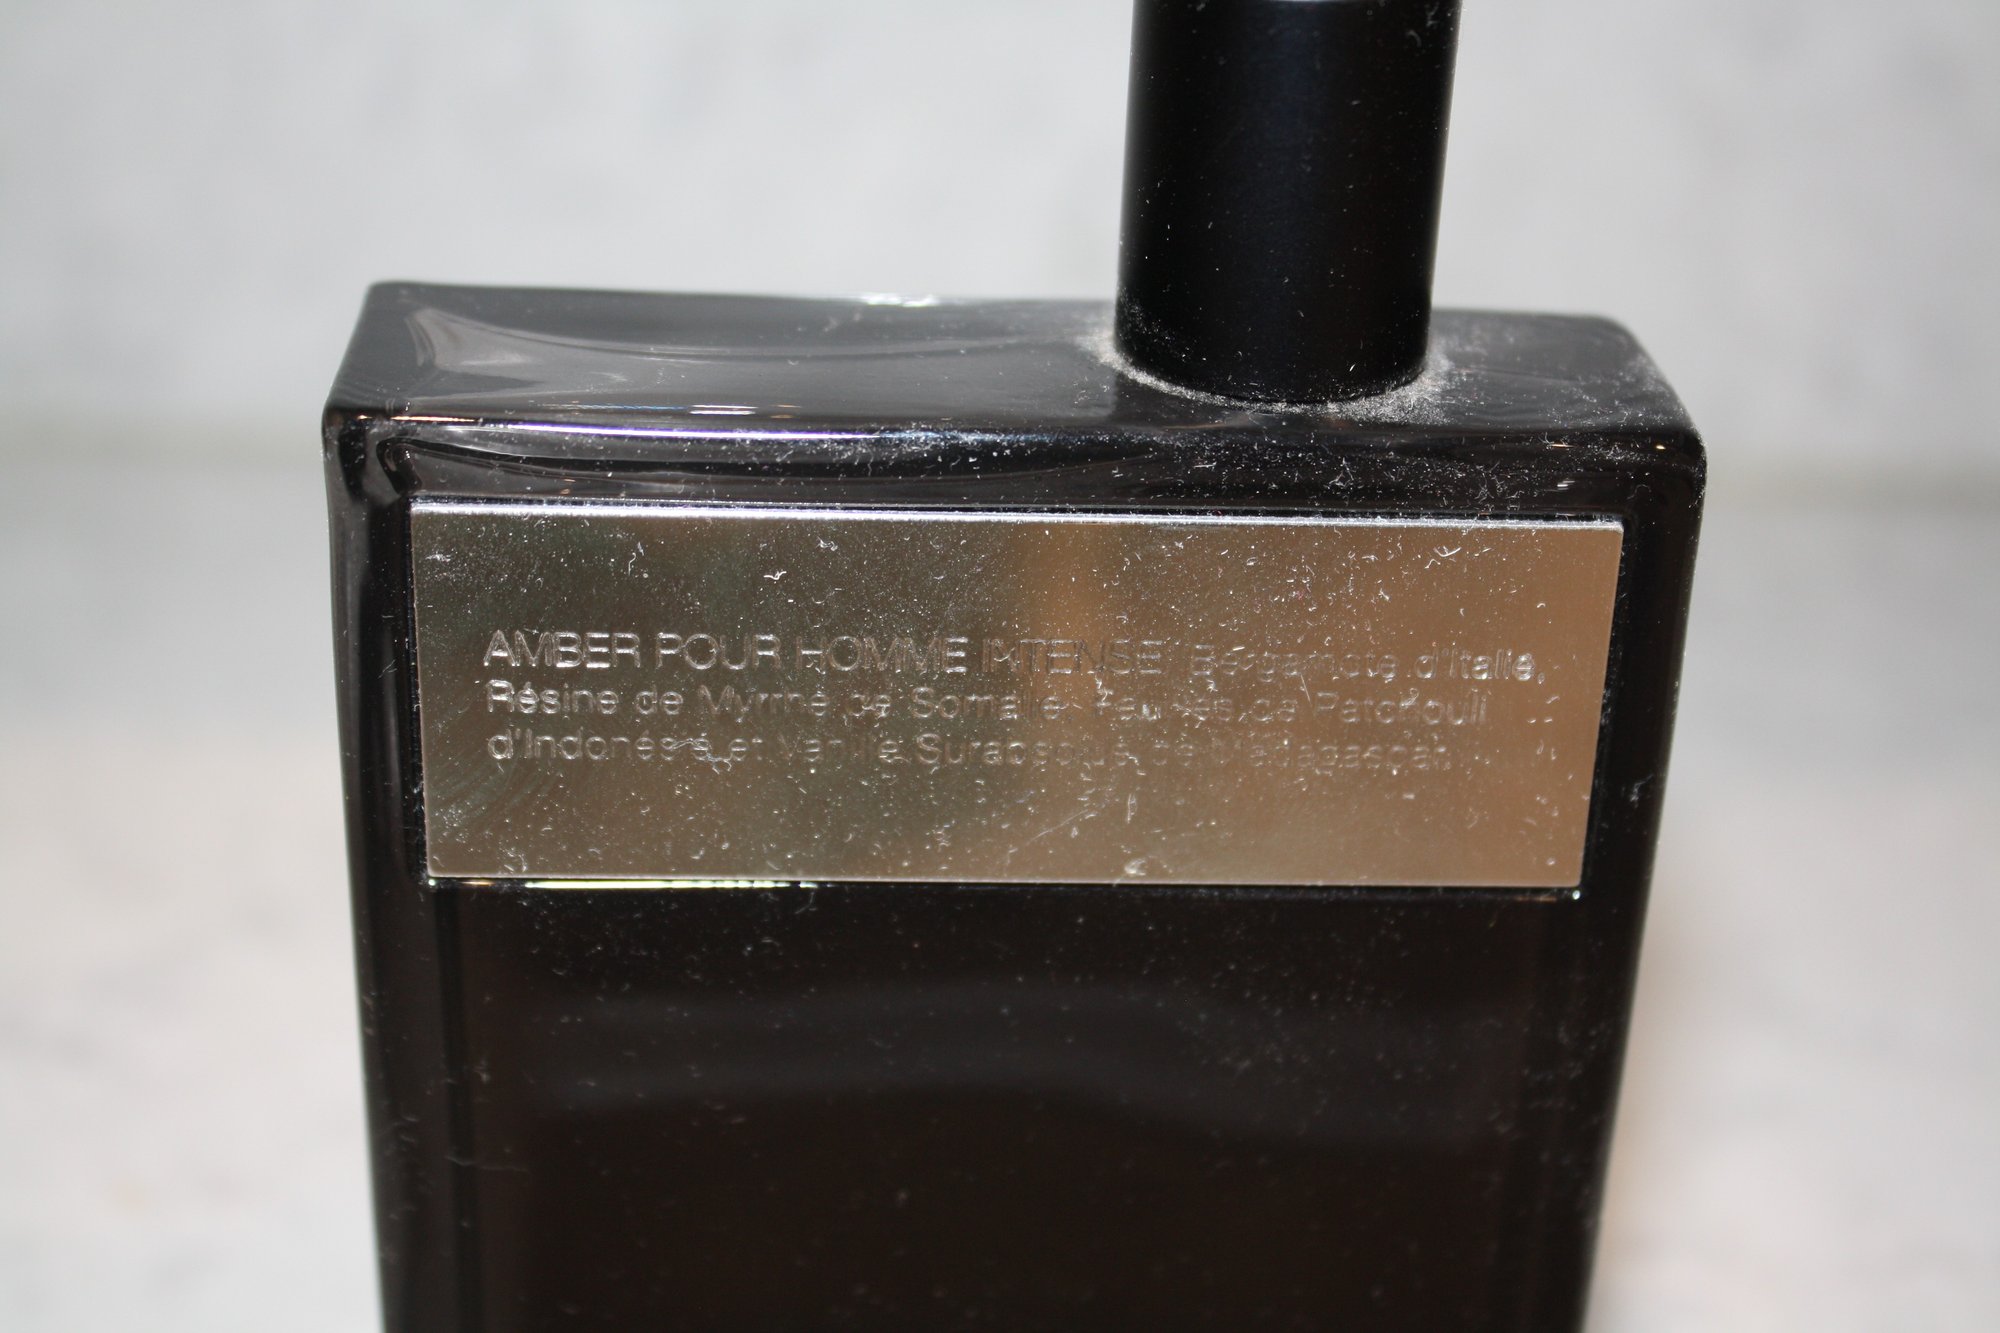 AMBER POUR HOMME INTENSE: Bergamote d'Italie,
Résine de Myrrhe de Somalie, Feuilles de Patchouli
d'Indonésie et Vanille Surabsolue de Madagascar.